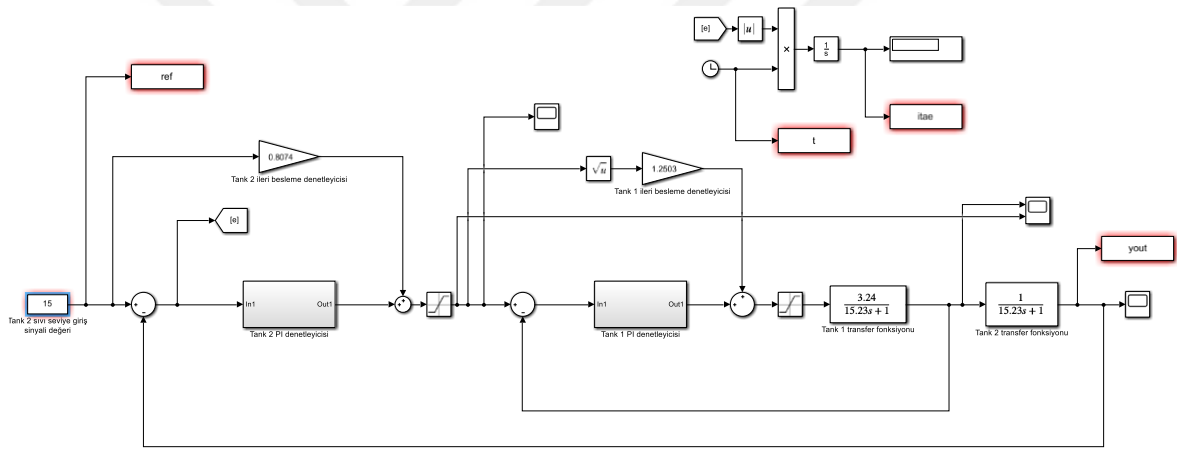 [e]
|u|
×
1
s
ref
itae
t
0.8074
Tank 2 ileri besleme denetleyicisi
√u
1.2503
Tank 1 ileri besleme denetleyicisi
[e]
yout
15
Tank 2 sıvı seviye giriş
sinyali değeri
In1
Out1
Tank 2 PI denetleyicisi
In1
Out1
Tank 1 PI denetleyicisi
3.24
15.23s + 1
Tank 1 transfer fonksiyonu
1
15.23s + 1
Tank 2 transfer fonksiyonu